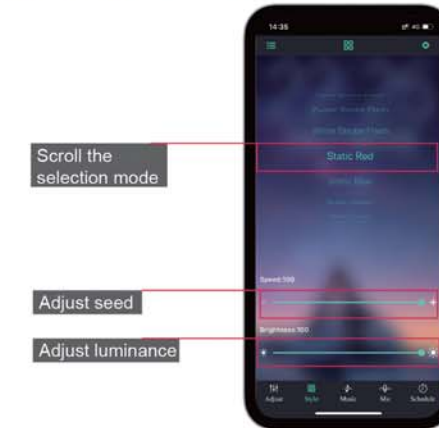 14:35
4G
Scroll the
selection mode
Static Red
Speed:100
Adjust seed
Brightness:100
Adjust luminance
Adjust
Style
Music
Mic
Schedule